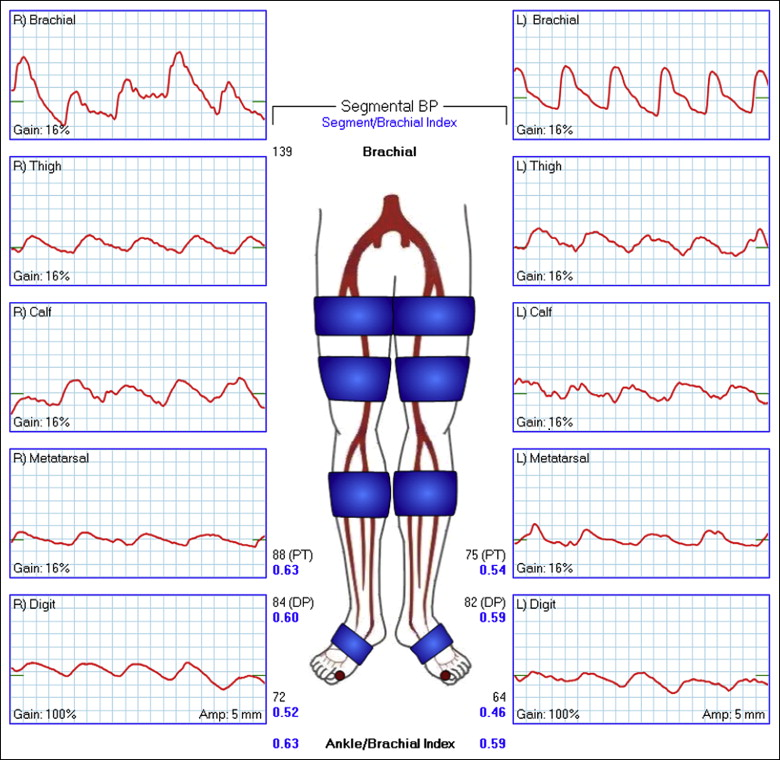 R) Brachial
Gain: 16%
L) Brachial
Gain: 16%
Segmental BP
Segment/Brachial Index
139
Brachial
R) Thigh
Gain: 16%
L) Thigh
Gain: 16%
R) Calf
Gain: 16%
L) Calf
Gain: 16%
R) Metatarsal
Gain: 16%
L) Metatarsal
Gain: 16%
88 (PT)
0.63
75 (PT)
0.54
R) Digit
Gain: 100%
Amp: 5 mm
84 (DP)
0.60
82 (DP)
0.59
L) Digit
Gain: 100%
Amp: 5 mm
72
0.52
64
0.46
0.63 Ankle/Brachial Index 0.59